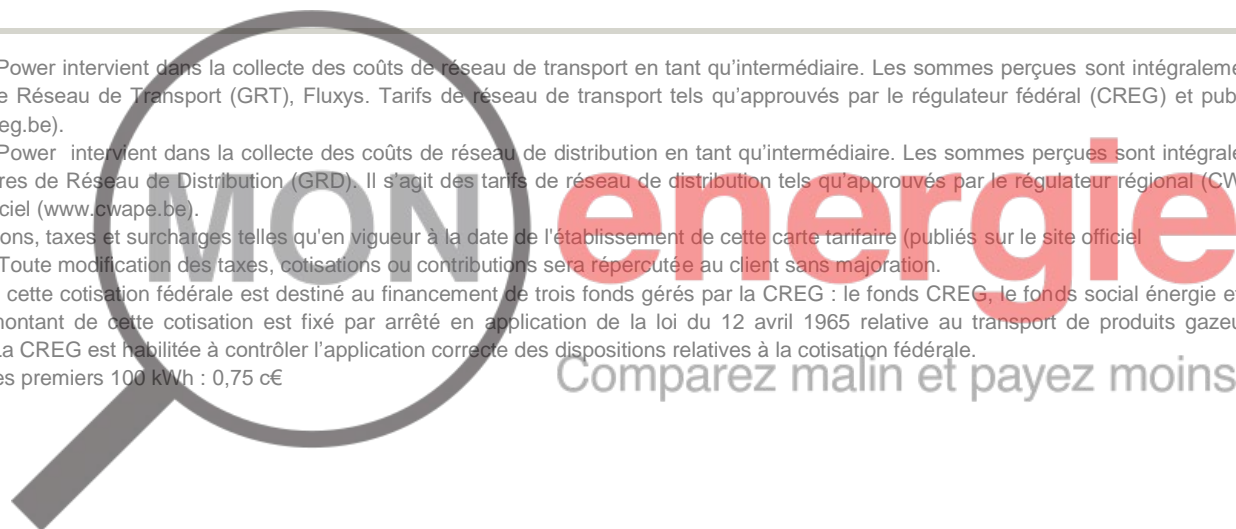 Power intervient dans la collecte des coûts de réseau de transport en tant qu'intermédiaire. Les sommes perçues sont intégraleme
e Réseau de Transport (GRT), Fluxys. Tarifs de réseau de transport tels qu'approuvés par le régulateur fédéral (CREG) et pub
eg.be).
Power intervient dans la collecte des coûts de réseau de distribution en tant qu'intermédiaire. Les sommes perçues sont intégrale
res de Réseau de Distribution (GRD). Il s'agit des tarifs de réseau de distribution tels qu'approuvés par le régulateur régional (CW
ciel (www.cwape.be).
MON energie
ons, taxes et surcharges telles qu'en vigueur à la date de l'établissement de cette carte tarifaire (publiés sur le site officiel
Toute modification des taxes, cotisations ou contributions sera répercutée au client sans majoration.
cette cotisation fédérale est destiné au financement de trois fonds gérés par la CREG : le fonds CREG, le fonds social énergie e
montant de cette cotisation est fixé par arrêté en application de la loi du 12 avril 1965 relative au transport de produits gazeu
La CREG est habilitée à contrôler l'application correcte des dispositions relatives à la cotisation fédérale.
es premiers 100 kWh : 0,75 c€
Comparez malin et payez moins